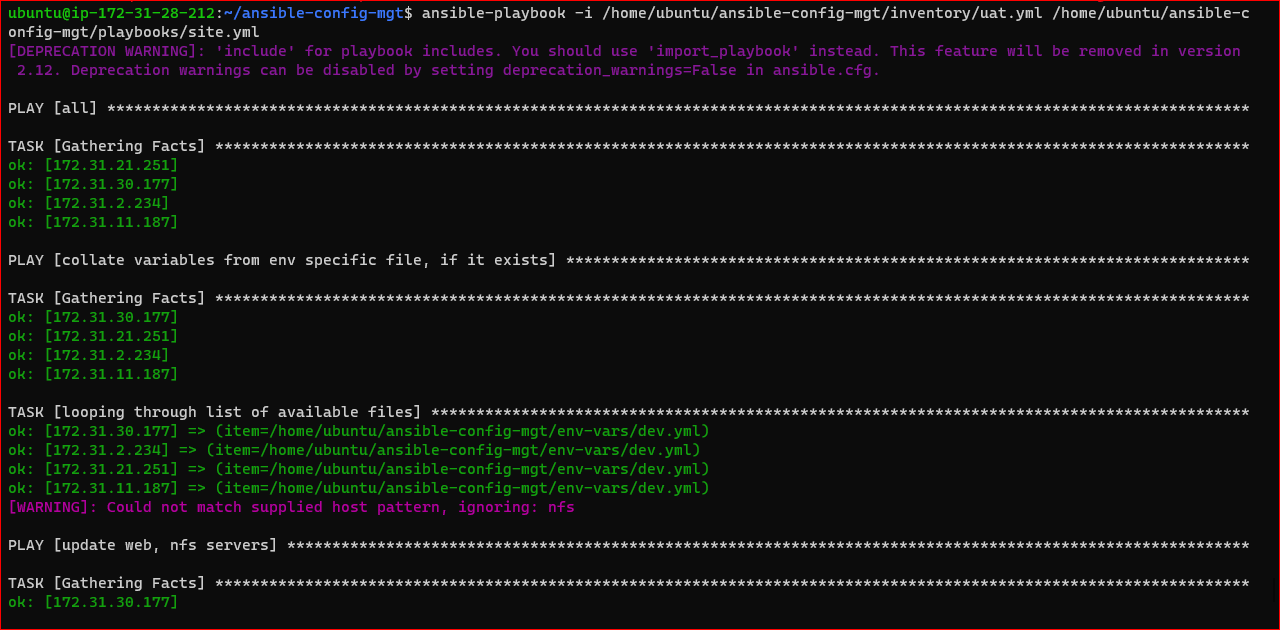 ubuntu@ip-172-31-28-212:~/ansible-config-mgt$ ansible-playbook -i /home/ubuntu/ansible-config-mgt/inventory/uat.yml /home/ubuntu/ansible-c
onfig-mgt/playbooks/site.yml
[DEPRECATION WARNING]: 'include' for playbook includes. You should use 'import_playbook' instead. This feature will be removed in version
 2.12. Deprecation warnings can be disabled by setting deprecation_warnings=False in ansible.cfg.
PLAY [all] *******************************************************************************************************************************
TASK [Gathering Facts] *******************************************************************************************************************
ok: [172.31.21.251]
ok: [172.31.30.177]
ok: [172.31.2.234]
ok: [172.31.11.187]
PLAY [collate variables from env specific file, if it exists] ****************************************************************************
TASK [Gathering Facts] *******************************************************************************************************************
ok: [172.31.30.177]
ok: [172.31.21.251]
ok: [172.31.2.234]
ok: [172.31.11.187]
TASK [looping through list of available files] *******************************************************************************************
ok: [172.31.30.177] => (item=/home/ubuntu/ansible-config-mgt/env-vars/dev.yml)
ok: [172.31.2.234] => (item=/home/ubuntu/ansible-config-mgt/env-vars/dev.yml)
ok: [172.31.21.251] => (item=/home/ubuntu/ansible-config-mgt/env-vars/dev.yml)
ok: [172.31.11.187] => (item=/home/ubuntu/ansible-config-mgt/env-vars/dev.yml)
[WARNING]: Could not match supplied host pattern, ignoring: nfs
PLAY [update web, nfs servers] ***********************************************************************************************************
TASK [Gathering Facts] *******************************************************************************************************************
ok: [172.31.30.177]